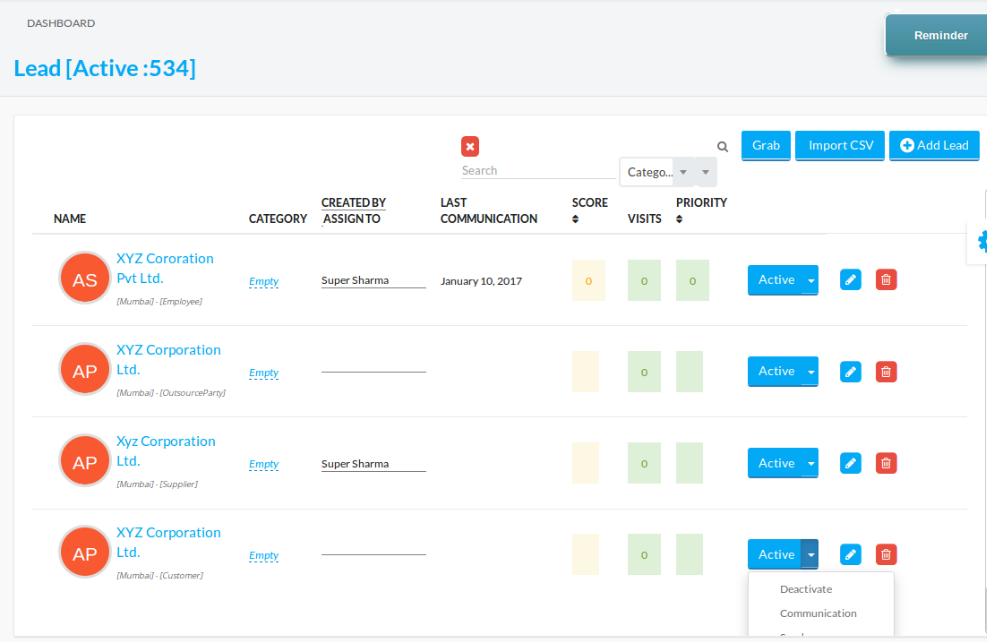 DASHBOARD
Reminder
Lead [Active :534]
Search
Catego...
Grab
Import CSV
Add Lead
NAME
CATEGORY
CREATED BY
ASSIGN TO
LAST
COMMUNICATION
SCORE
VISITS
PRIORITY
AS
XYZ Cororation
Pvt Ltd.
[Mumbai] - [Employee]
Empty
Super Sharma
January 10, 2017
0
0
0
Active
AP
XYZ Corporation
Ltd.
[Mumbai] - [OutsourceParty]
Empty
0
Active
AP
Xyz Corporation
Ltd.
[Mumbai] - [Supplier]
Empty
Super Sharma
0
Active
AP
XYZ Corporation
Ltd.
[Mumbai] - [Customer]
Empty
0
Active
Deactivate
Communication